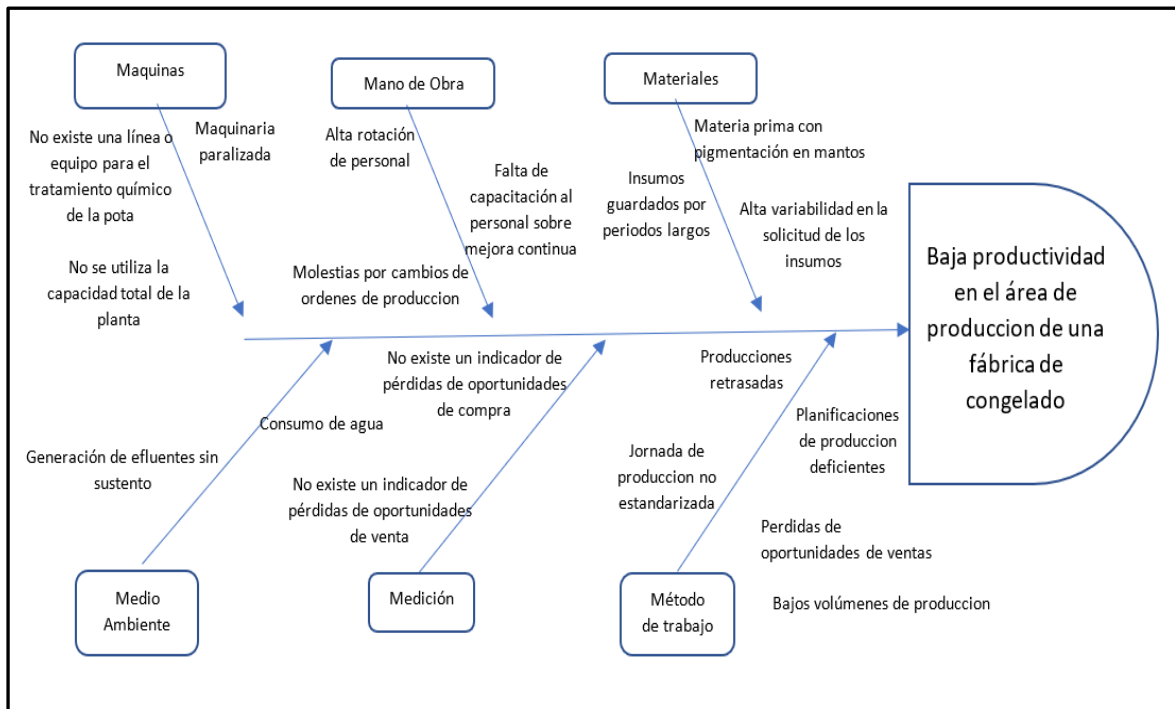 Maquinas
Mano de Obra
Materiales
No existe una línea o
equipo para el
tratamiento químico
de la pota
Maquinaria
paralizada
No se utiliza la
capacidad total de la
planta
Alta rotación
de personal
Falta de
capacitación al
personal sobre
mejora continua
Molestias por cambios de
ordenes de produccion
Materia prima con
pigmentación en mantos
Insumos
guardados por
periodos largos
Alta variabilidad en la
solicitud de los
insumos
Baja productividad
en el área de
produccion de una
fábrica de
congelado
Generación de efluentes sin
sustento
Consumo de agua
No existe un indicador de
pérdidas de oportunidades
de compra
No existe un indicador de
pérdidas de oportunidades
de venta
Producciones
retrasadas
Jornada de
produccion no
estandarizada
Planificaciones
de produccion
deficientes
Perdidas de
oportunidades de ventas
Bajos volúmenes de produccion
Medio
Ambiente
Medición
Método
de trabajo